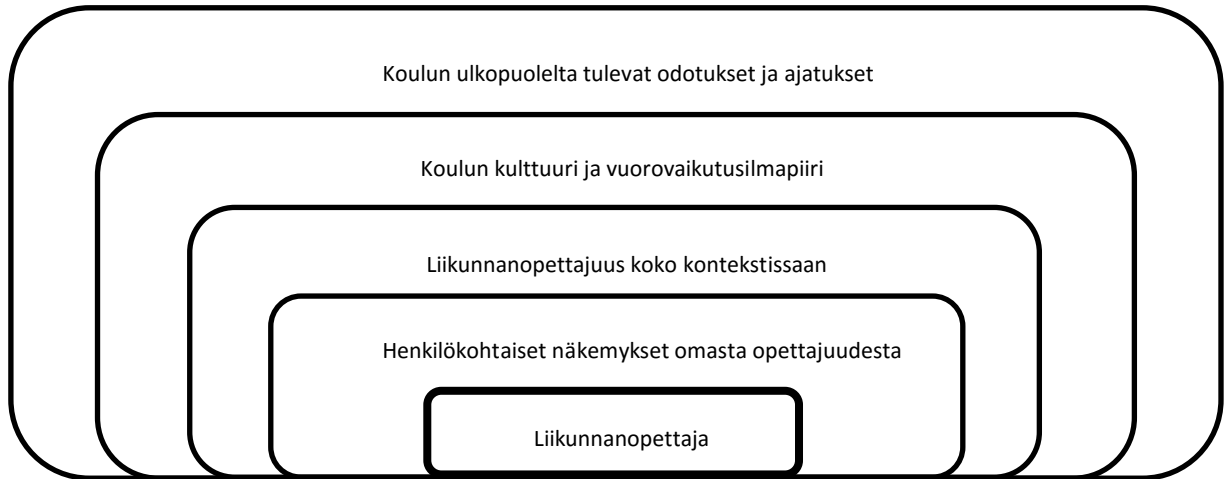 Koulun ulkopuolelta tulevat odotukset ja ajatukset
Koulun kulttuuri ja vuorovaikutusilmapiiri
Liikunnanopettajuus koko kontekstissaan
Henkilökohtaiset näkemykset omasta opettajuudesta
Liikunnanopettaja